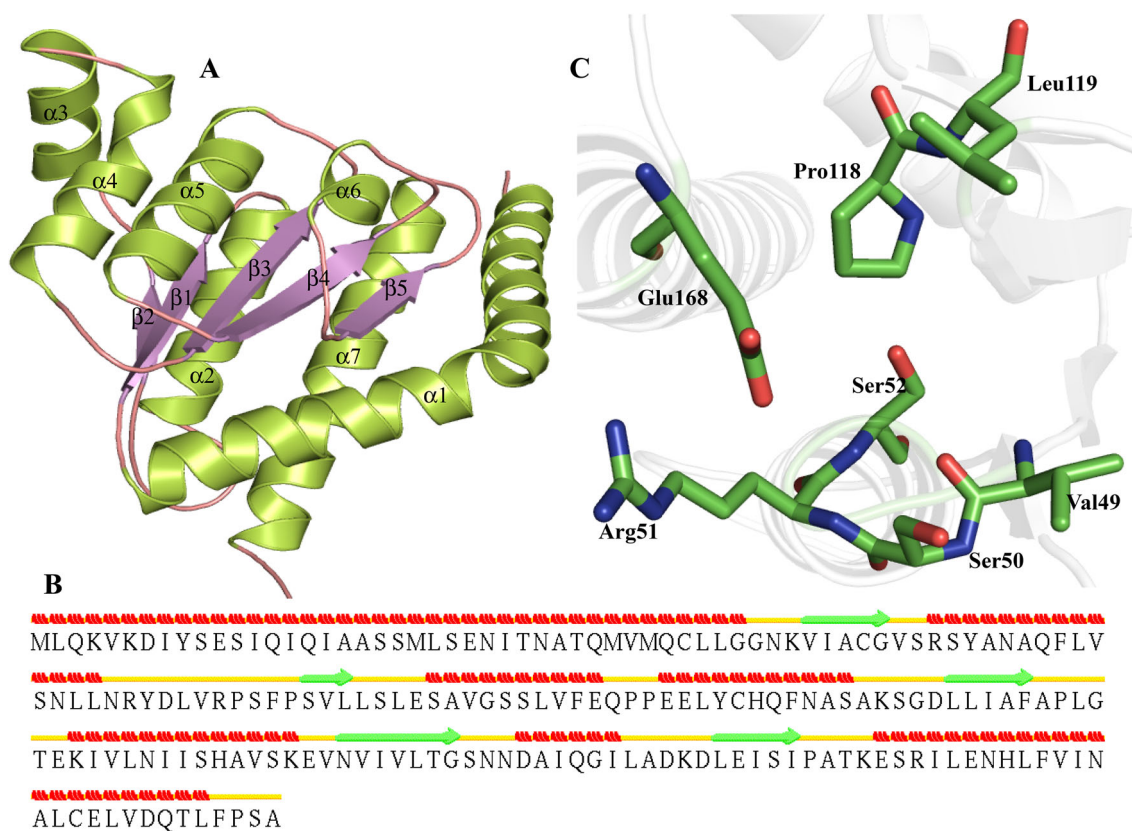 A
α3
α4
α5
α6
β3
β4
β1
β5
β2
α7
α2
α1
C
Leu119
Pro118
Glu168
Ser52
Val49
Arg51
Ser50
B
MLQKVKDIYSESIQIQIAASSMLSENITNATQMVMQCLLGGNKVIACGVSRSYANAQFLV
SNLLNRYDLVRPSFPSVLLSLESAVGSSLVFEQPPEELYCHQFNASAKSGDLLIAFAPLG
TEKIVLNIISHAVSKEVNVIVLTGSNNDAIQGILADKDLEISIPATKESRILENHLFVIN
ALCELVDQTLFPSA